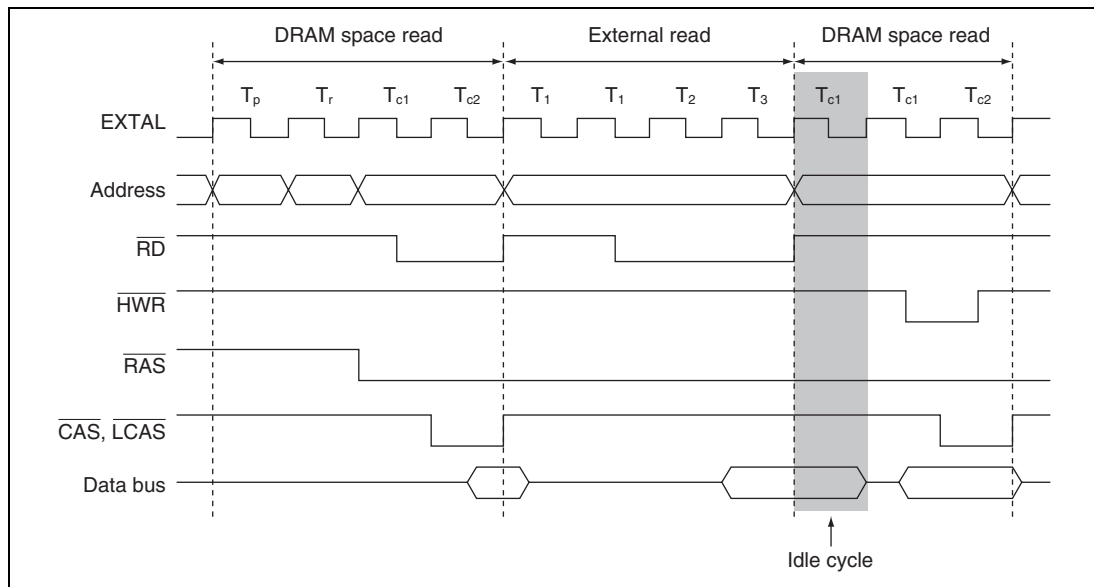 DRAM space read External read DRAM space read
Tp Tr Tc1 Tc2 T1 T1 T2 T3 Tc1 Tc1 Tc2
EXTAL
Address
RD
HWR
RAS
CAS, LCAS
Data bus
Idle cycle